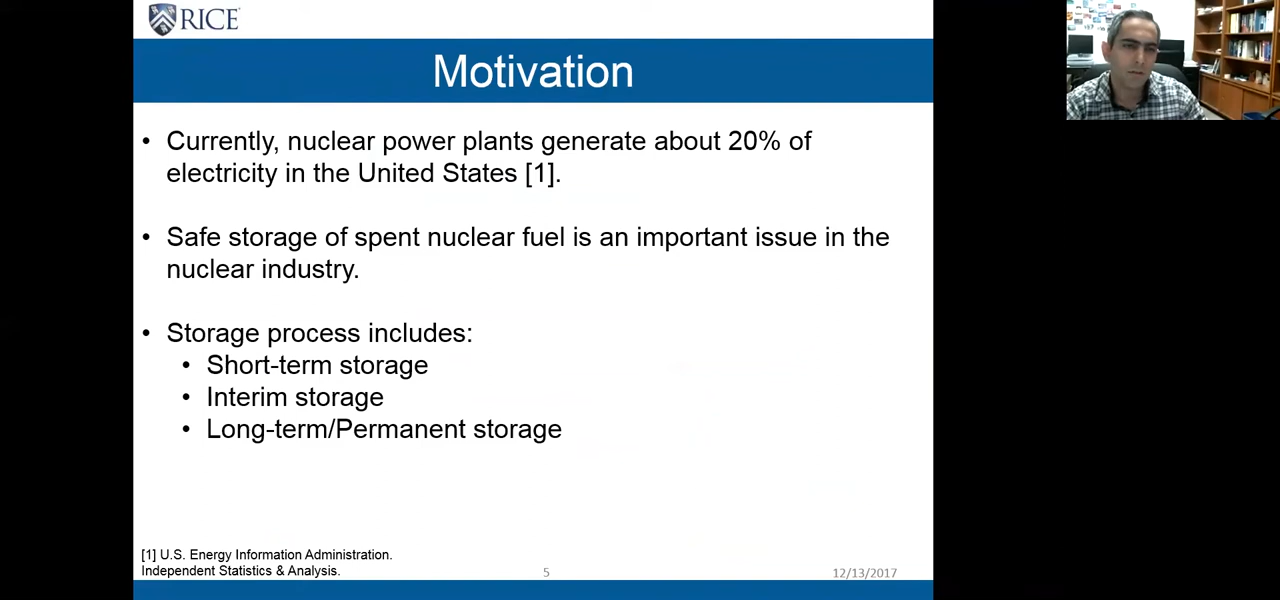 RICE
Motivation
• Currently, nuclear power plants generate about 20% of
electricity in the United States [1].
• Safe storage of spent nuclear fuel is an important issue in the
nuclear industry.
• Storage process includes:
• Short-term storage
• Interim storage
• Long-term/Permanent storage
[1] U.S. Energy Information Administration.
Independent Statistics & Analysis.
5
12/13/2017